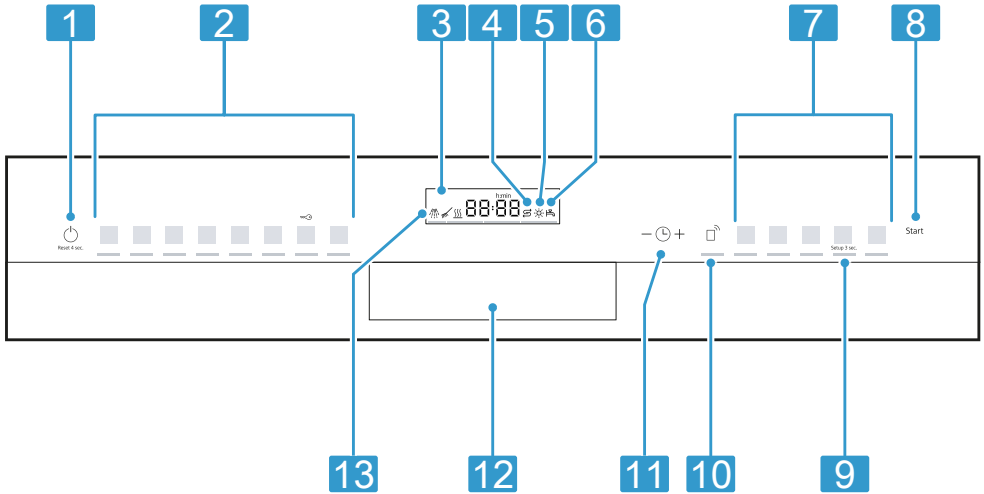 1 2 3 4 5 6 7 8
h:min
88:88
Reset 4 sec.
Start
Setup 3 sec.
13 12 11 10 9